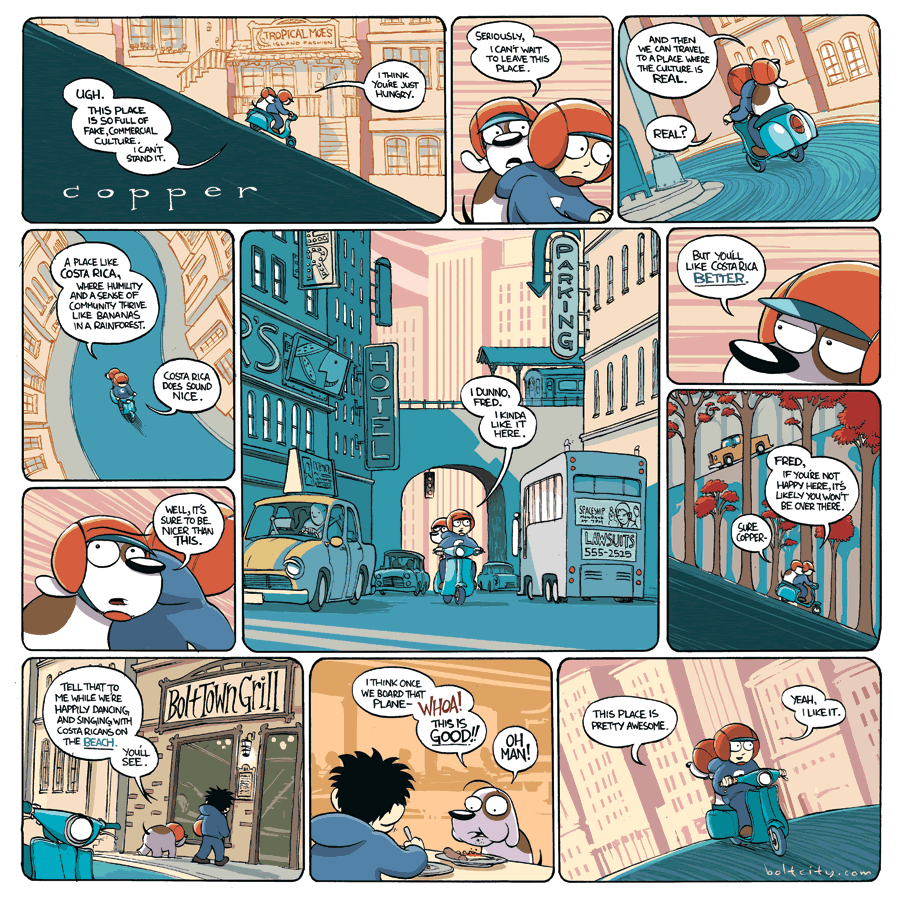 TROPICAL MOES
ISLAND FASHION
UGH.
THIS PLACE
IS SO FULL OF
FAKE, COMMERCIAL
CULTURE.
I CAN'T
STAND IT.
I THINK
YOU'RE JUST
HUNGRY.
copper
SERIOUSLY,
I CAN'T WAIT
TO LEAVE THIS
PLACE.
AND THEN
WE CAN TRAVEL
TO A PLACE WHERE
THE CULTURE IS
REAL.
REAL?
A PLACE LIKE
COSTA RICA,
WHERE HUMILITY
AND A SENSE OF
COMMUNITY THRIVE
LIKE BANANAS
IN A RAINFOREST.
COSTA RICA
DOES SOUND
NICE.
WELL, IT'S
SURE TO BE
NICER THAN
THIS.
R'S
HOTEL
PARKING
I DUNNO,
FRED.
I KINDA
LIKE IT
HERE.
SPACESHIP
LAWSUITS
555-2525
BUT YOU'LL
LIKE COSTA RICA
BETTER.
FRED,
IF YOU'RE NOT
HAPPY HERE, IT'S
LIKELY YOU WON'T
BE OVER THERE.
SURE
COPPER-
TELL THAT TO
ME WHILE WE'RE
HAPPILY DANCING
AND SINGING WITH
COSTA RICANS ON
THE BEACH.
YOU'LL
SEE.
BoltTown Grill
I THINK ONCE
WE BOARD THAT
PLANE- WHOA!
THIS IS
GOOD!!
OH
MAN!
THIS PLACE IS
PRETTY AWESOME.
YEAH,
I LIKE IT.
boltcity.com